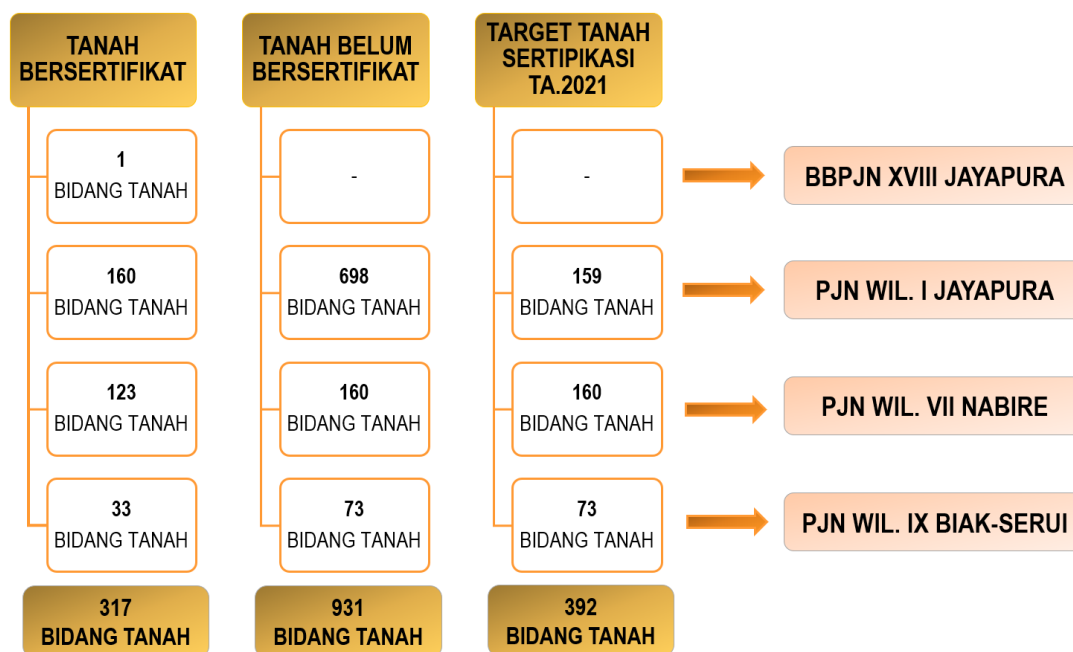 TANAH
BERSERTIFIKAT
TANAH BELUM
BERSERTIFIKAT
TARGET TANAH
SERTIPIKASI
TA.2021
1
BIDANG TANAH
-
-
BBPJN XVIII JAYAPURA
160
BIDANG TANAH
698
BIDANG TANAH
159
BIDANG TANAH
PJN WIL. I JAYAPURA
123
BIDANG TANAH
160
BIDANG TANAH
160
BIDANG TANAH
PJN WIL. VII NABIRE
33
BIDANG TANAH
73
BIDANG TANAH
73
BIDANG TANAH
PJN WIL. IX BIAK-SERUI
317
BIDANG TANAH
931
BIDANG TANAH
392
BIDANG TANAH